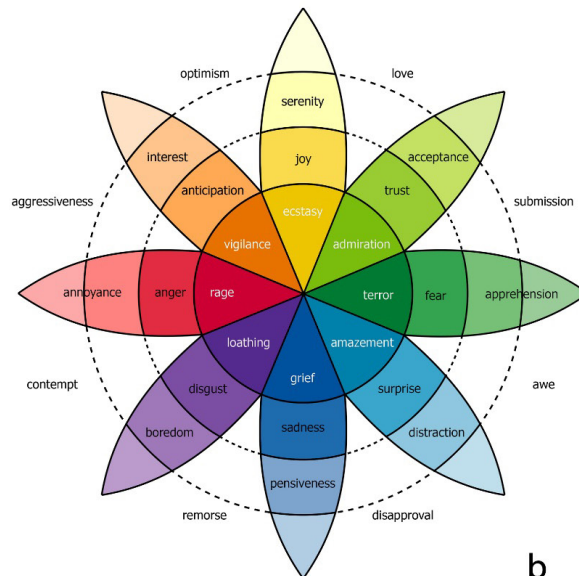 optimism
love
serenity
interest
acceptance
joy
anticipation
trust
aggressiveness
ecstasy
submission
vigilance
admiration
annoyance
anger
rage
terror
fear
apprehension
loathing
amazement
contempt
grief
awe
disgust
surprise
boredom
sadness
distraction
pensiveness
remorse
disapproval
b